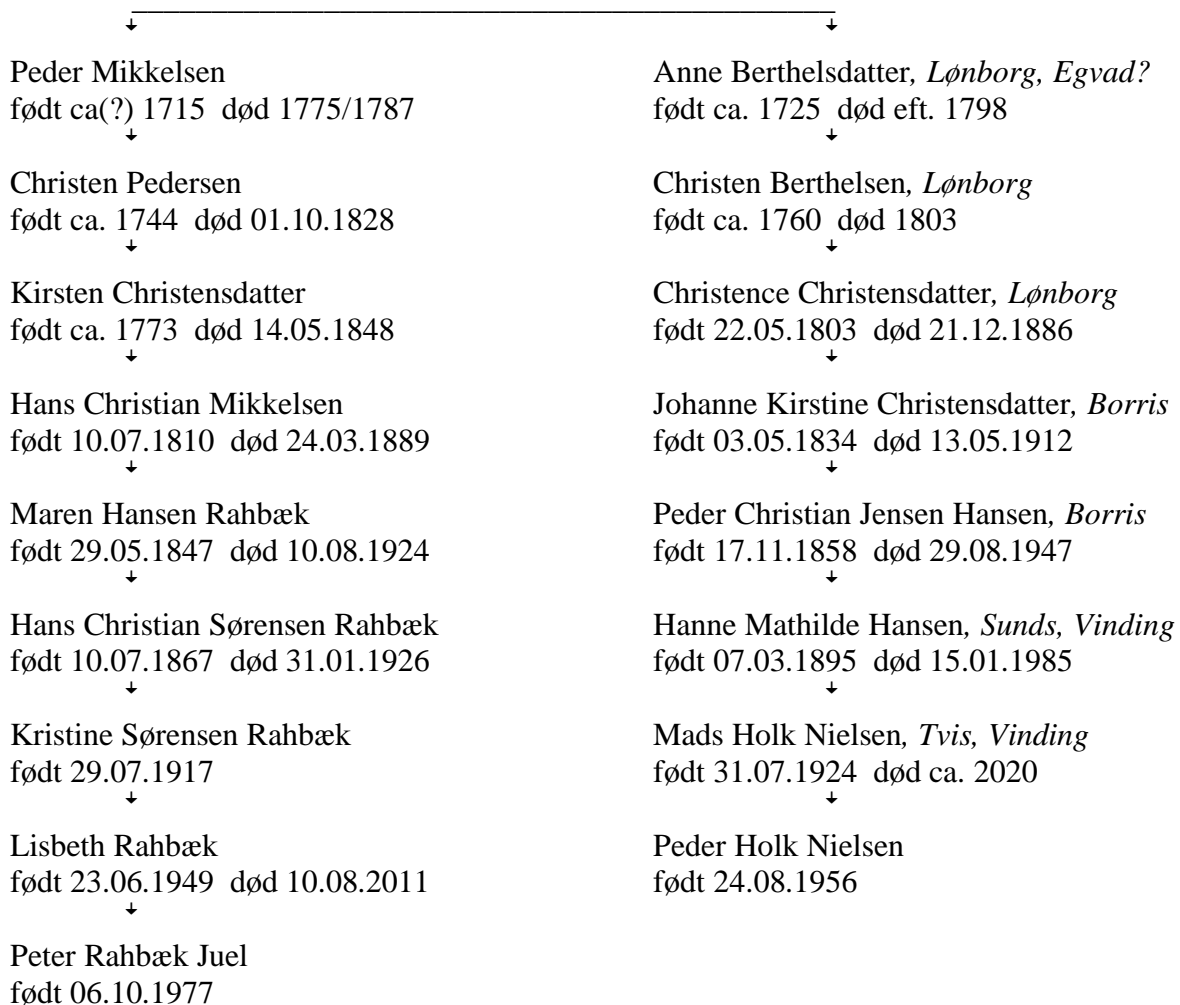 Peder Mikkelsen
født ca(?) 1715 død 1775/1787
Christen Pedersen
født ca. 1744 død 01.10.1828
Kirsten Christensdatter
født ca. 1773 død 14.05.1848
Hans Christian Mikkelsen
født 10.07.1810 død 24.03.1889
Maren Hansen Rahbæk
født 29.05.1847 død 10.08.1924
Hans Christian Sørensen Rahbæk
født 10.07.1867 død 31.01.1926
Kristine Sørensen Rahbæk
født 29.07.1917
Lisbeth Rahbæk
født 23.06.1949 død 10.08.2011
Peter Rahbæk Juel
født 06.10.1977
Anne Berthelsdatter, Lønborg, Egvad?
født ca. 1725 død eft. 1798
Christen Berthelsen, Lønborg
født ca. 1760 død 1803
Christence Christensdatter, Lønborg
født 22.05.1803 død 21.12.1886
Johanne Kirstine Christensdatter, Borris
født 03.05.1834 død 13.05.1912
Peder Christian Jensen Hansen, Borris
født 17.11.1858 død 29.08.1947
Hanne Mathilde Hansen, Sunds, Vinding
født 07.03.1895 død 15.01.1985
Mads Holk Nielsen, Tvis, Vinding
født 31.07.1924 død ca. 2020
Peder Holk Nielsen
født 24.08.1956